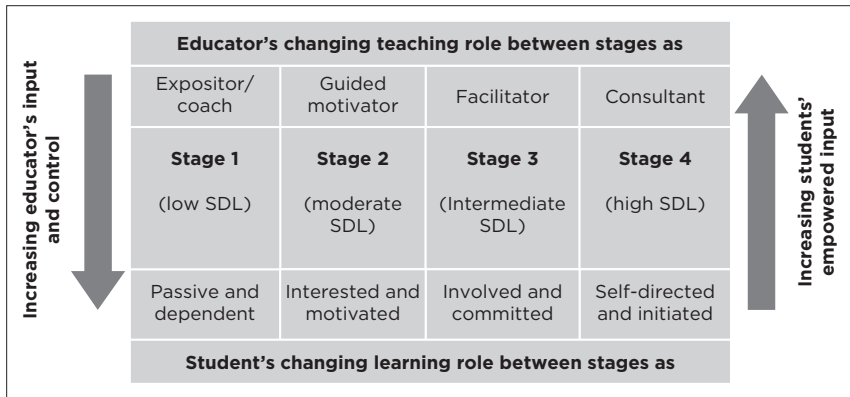 Educator's changing teaching role between stages as
Expositor/
coach
Guided
motivator
Facilitator
Consultant
Stage 1
(low SDL)
Stage 2
(moderate
SDL)
Stage 3
(Intermediate
SDL)
Stage 4
(high SDL)
Passive and
dependent
Interested and
motivated
Involved and
committed
Self-directed
and initiated
Student's changing learning role between stages as
Increasing educator's input
and control
Increasing students'
empowered input